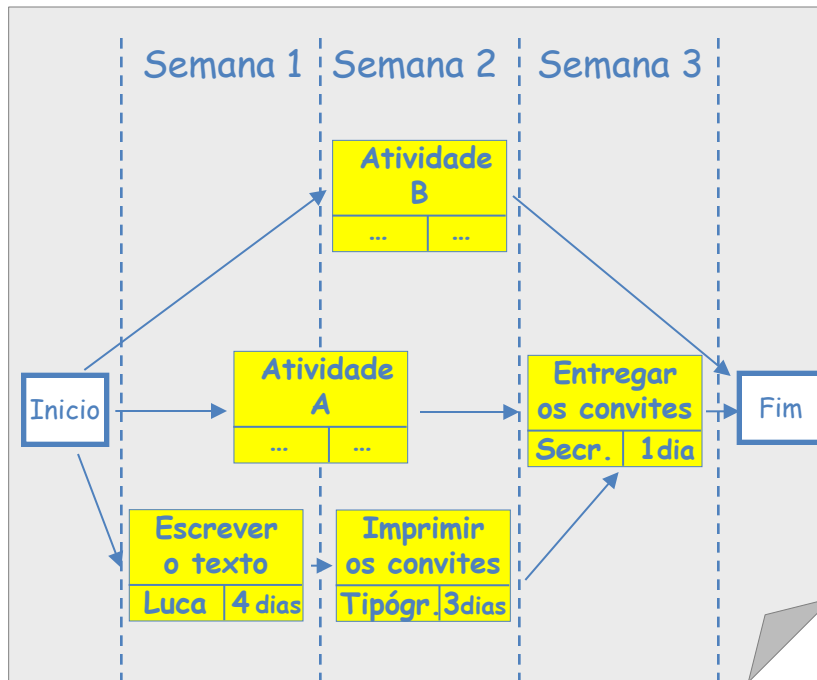 Semana 1
Semana 2
Semana 3
Atividade
B
...
...
Inicio
Atividade
A
...
...
Entregar
os convites
Secr.
1dia
Fim
Escrever
o texto
Luca
4 dias
Imprimir
os convites
Tipógr.
3dias